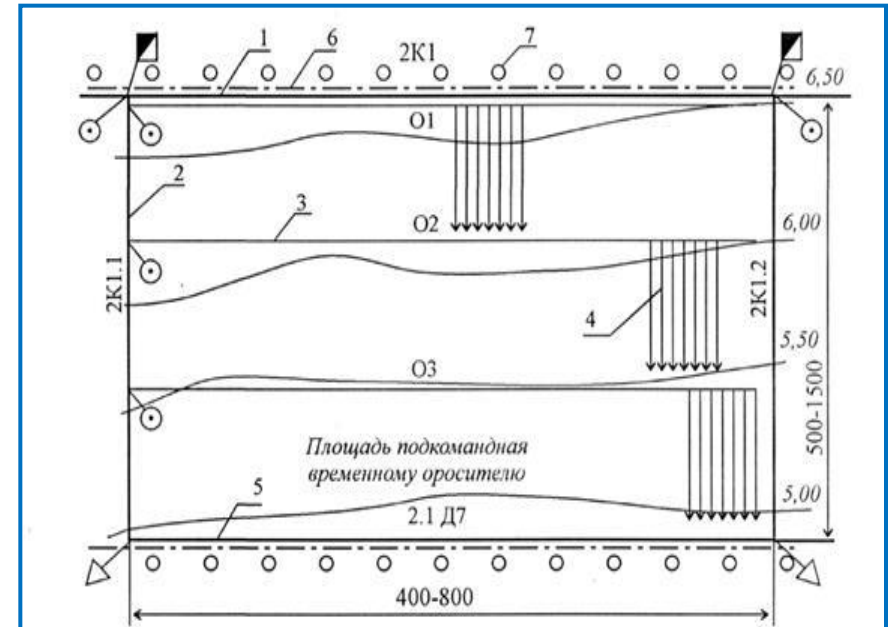 1
6
2К1
7
6,50
О1
2
3
О2
6,00
2К1.1
2К1.2
4
5,50
О3
500-1500
Площадь подкомандная
временному оросителю
5
5,00
2.1 Д7
400-800